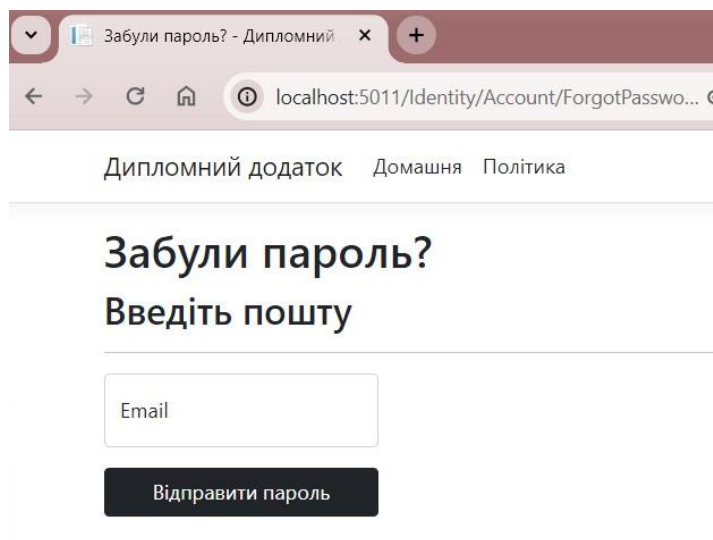 Забули пароль? - Дипломний
localhost:5011/Identity/Account/ForgotPasswo...
Дипломний додаток Домашня Політика
Забули пароль?
Введіть пошту
Email
Відправити пароль